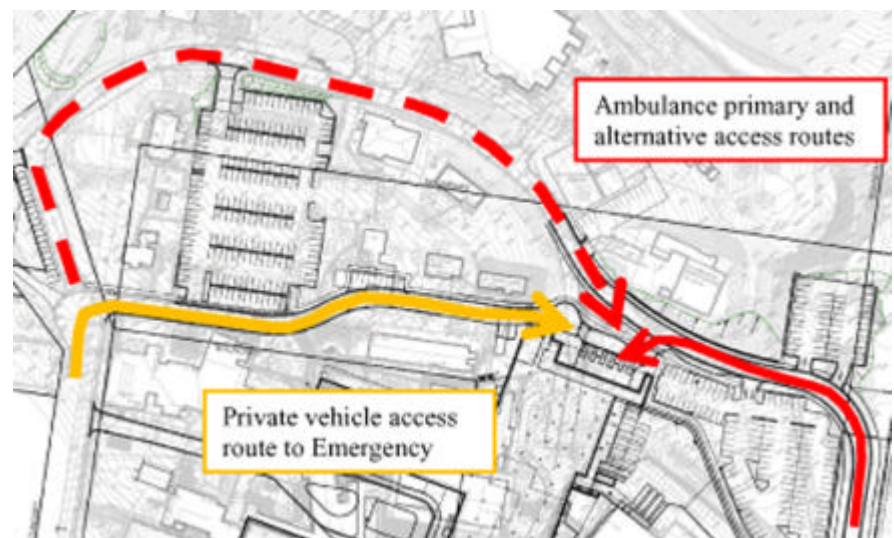 Ambulance primary and
alternative access routes
Private vehicle access
route to Emergency